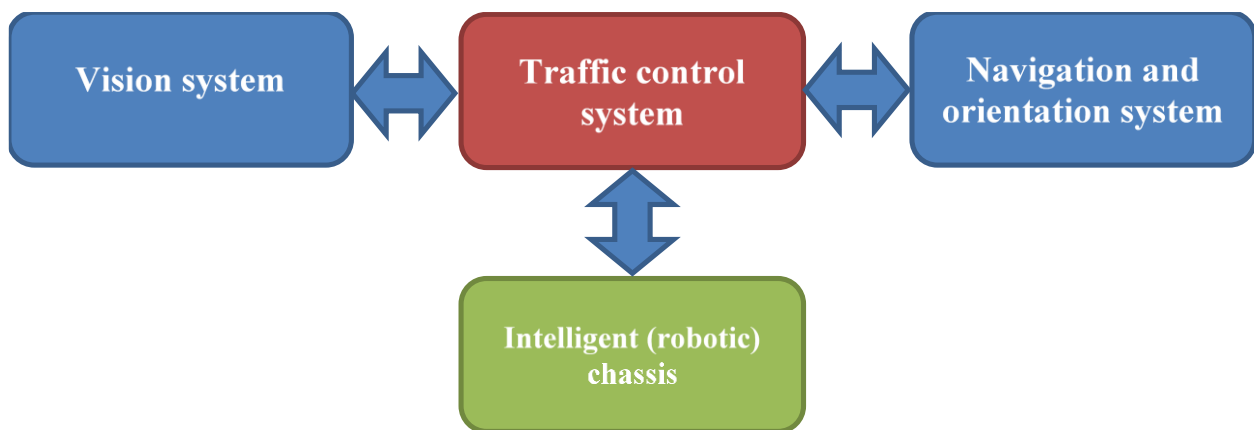 Vision system
Traffic control
system
Navigation and
orientation system
Intelligent (robotic)
chassis